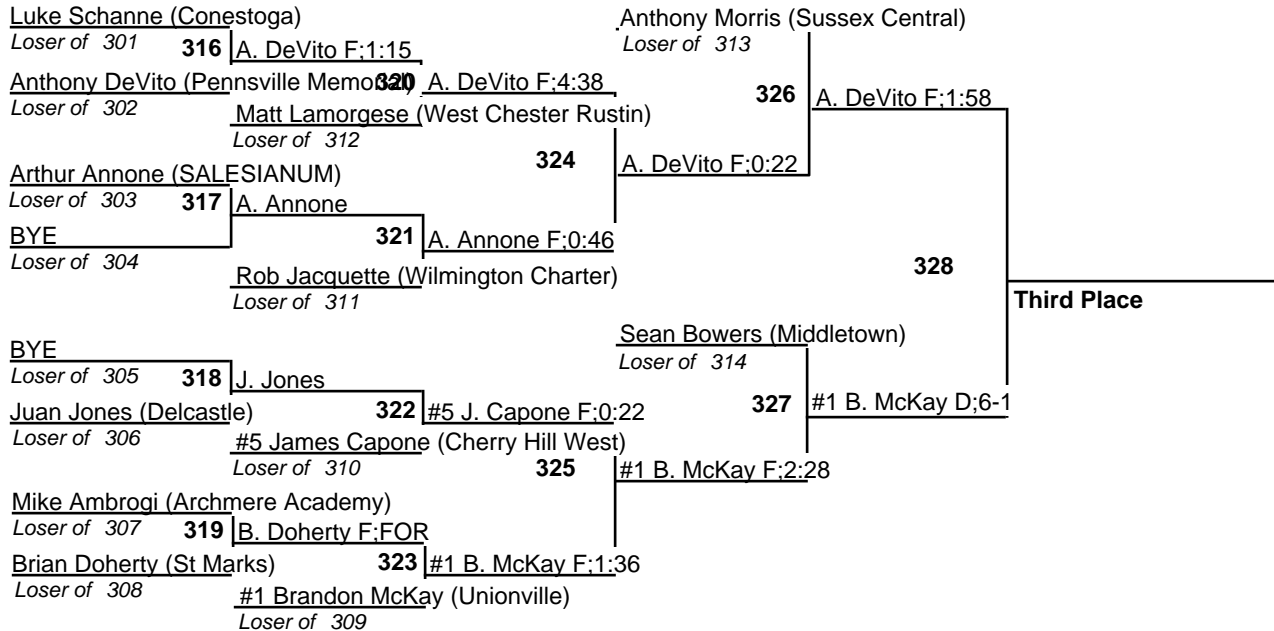 Luke Schanne (Conestoga)
Loser of 301
316
A. DeVito F;1:15
Anthony DeVito (Pennsville Memorial)
Loser of 302
320
A. DeVito F;4:38
Matt Lamorgese (West Chester Rustin)
Loser of 312
Arthur Annone (SALESIANUM)
Loser of 303
317
A. Annone
BYE
Loser of 304
321
A. Annone F;0:46
Rob Jacquette (Wilmington Charter)
Loser of 311
324
A. DeVito F;0:22
Anthony Morris (Sussex Central)
Loser of 313
326
A. DeVito F;1:58
BYE
Loser of 305
318
J. Jones
Juan Jones (Delcastle)
Loser of 306
322
#5 J. Capone F;0:22
#5 James Capone (Cherry Hill West)
Loser of 310
Mike Ambrogi (Archmere Academy)
Loser of 307
319
B. Doherty F;FOR
Brian Doherty (St Marks)
Loser of 308
323
#1 B. McKay F;1:36
#1 Brandon McKay (Unionville)
Loser of 309
325
#1 B. McKay F;2:28
Sean Bowers (Middletown)
Loser of 314
327
#1 B. McKay D;6-1
328
Third Place